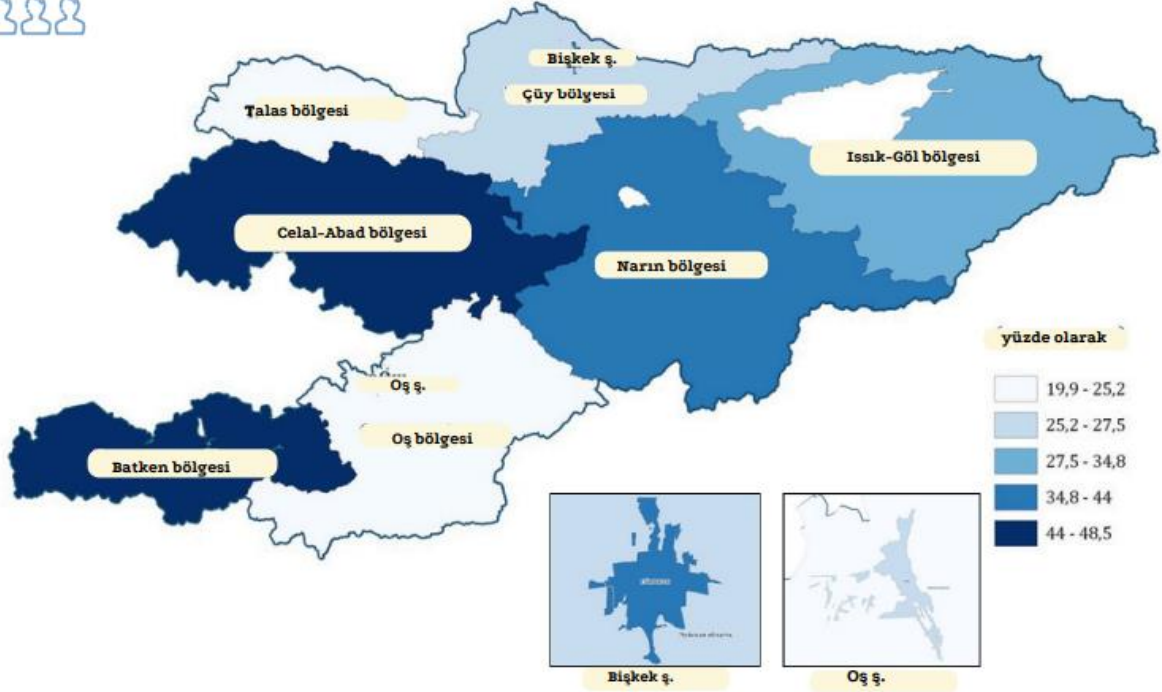 Bişkek ş.
Çüy bölgesi
Talas bölgesi
Issık-Göl bölgesi
Celal-Abad bölgesi
Narın bölgesi
Oş ş.
Oş bölgesi
Batken bölgesi
yüzde olarak
19,9 - 25,2
25,2 - 27,5
27,5 - 34,8
34,8 - 44
44 - 48,5
Bişkek ş.
Oş ş.